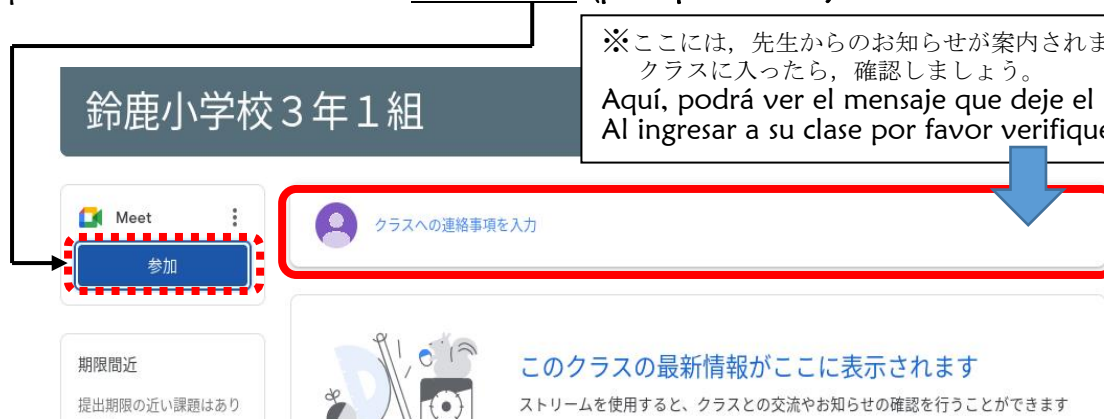 ※ここには，先生からのお知らせが案内されま
クラスに入ったら，確認しましょう。
Aquí, podrá ver el mensaje que deje el
Al ingresar a su clase por favor verifique
鈴鹿小学校３年１組
Meet
参加
クラスへの連絡事項を入力
期限間近
提出期限の近い課題はあり
このクラスの最新情報がここに表示されます
ストリームを使用すると、クラスとの交流やお知らせの確認を行うことができます